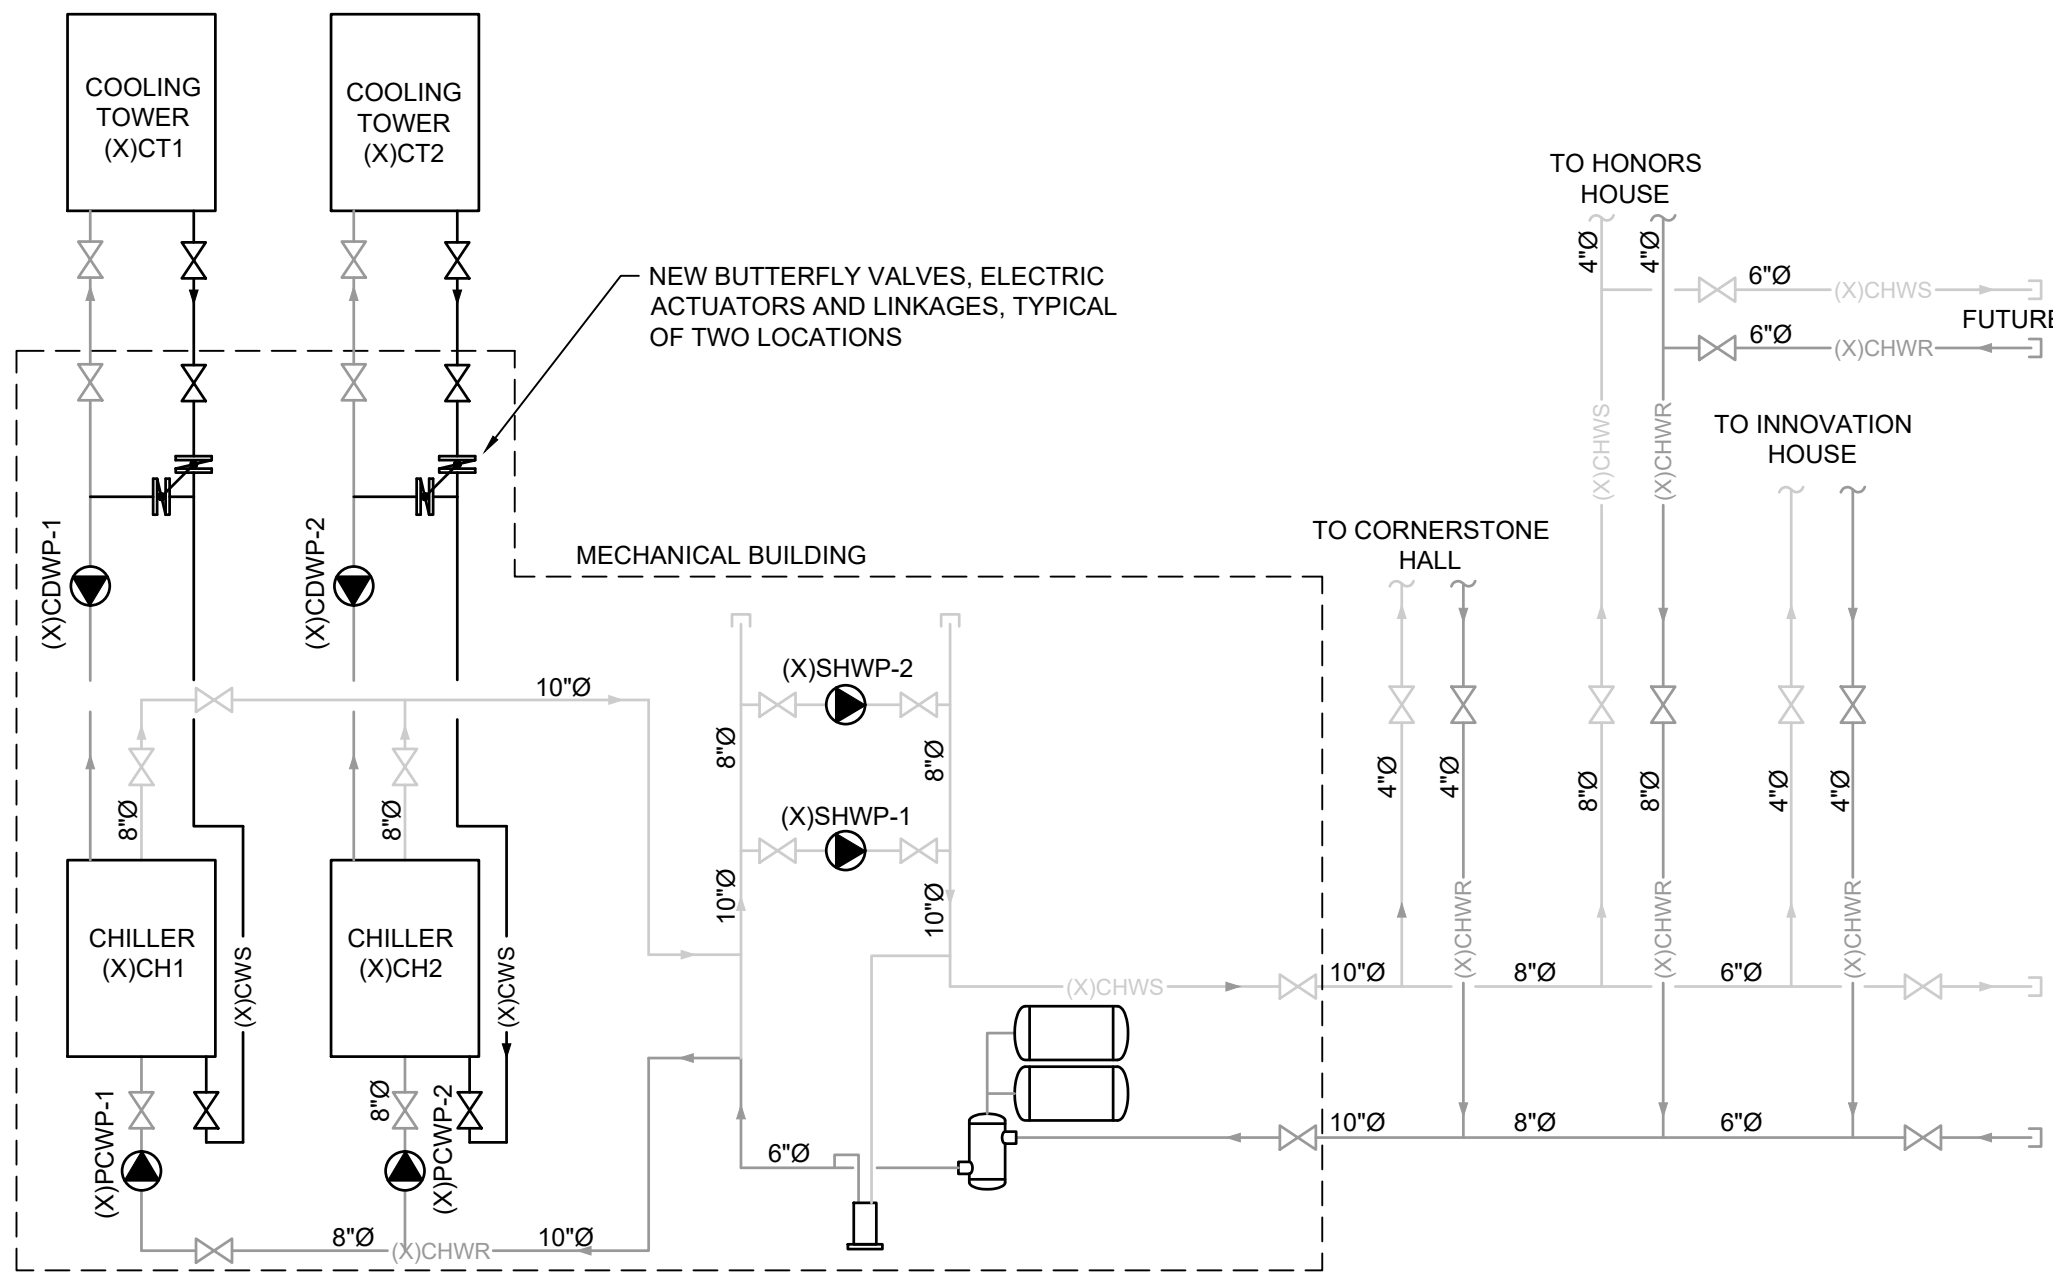 COOLING
TOWER
(X)CT1
COOLING
TOWER
(X)CT2
NEW BUTTERFLY VALVES, ELECTRIC
ACTUATORS AND LINKAGES, TYPICAL
OF TWO LOCATIONS
TO HONORS
HOUSE
4"Ø
4"Ø
6"Ø
(X)CHWS
FUTURE
6"Ø
(X)CHWR
(X)CHWS
(X)CHWR
TO INNOVATION
HOUSE
TO CORNERSTONE
HALL
MECHANICAL BUILDING
(X)CDWP-1
(X)CDWP-2
10"Ø
(X)SHWP-2
8"Ø
8"Ø
(X)SHWP-1
10"Ø
10"Ø
8"Ø
8"Ø
4"Ø
4"Ø
8"Ø
8"Ø
4"Ø
4"Ø
CHILLER
(X)CH1
(X)CWS
CHILLER
(X)CH2
(X)CWS
(X)CHWR
(X)CHWR
(X)CHWR
(X)CHWS
10"Ø
8"Ø
6"Ø
(X)PCWP-1
8"Ø
(X)PCWP-2
6"Ø
10"Ø
8"Ø
6"Ø
8"Ø
(X)CHWR
10"Ø